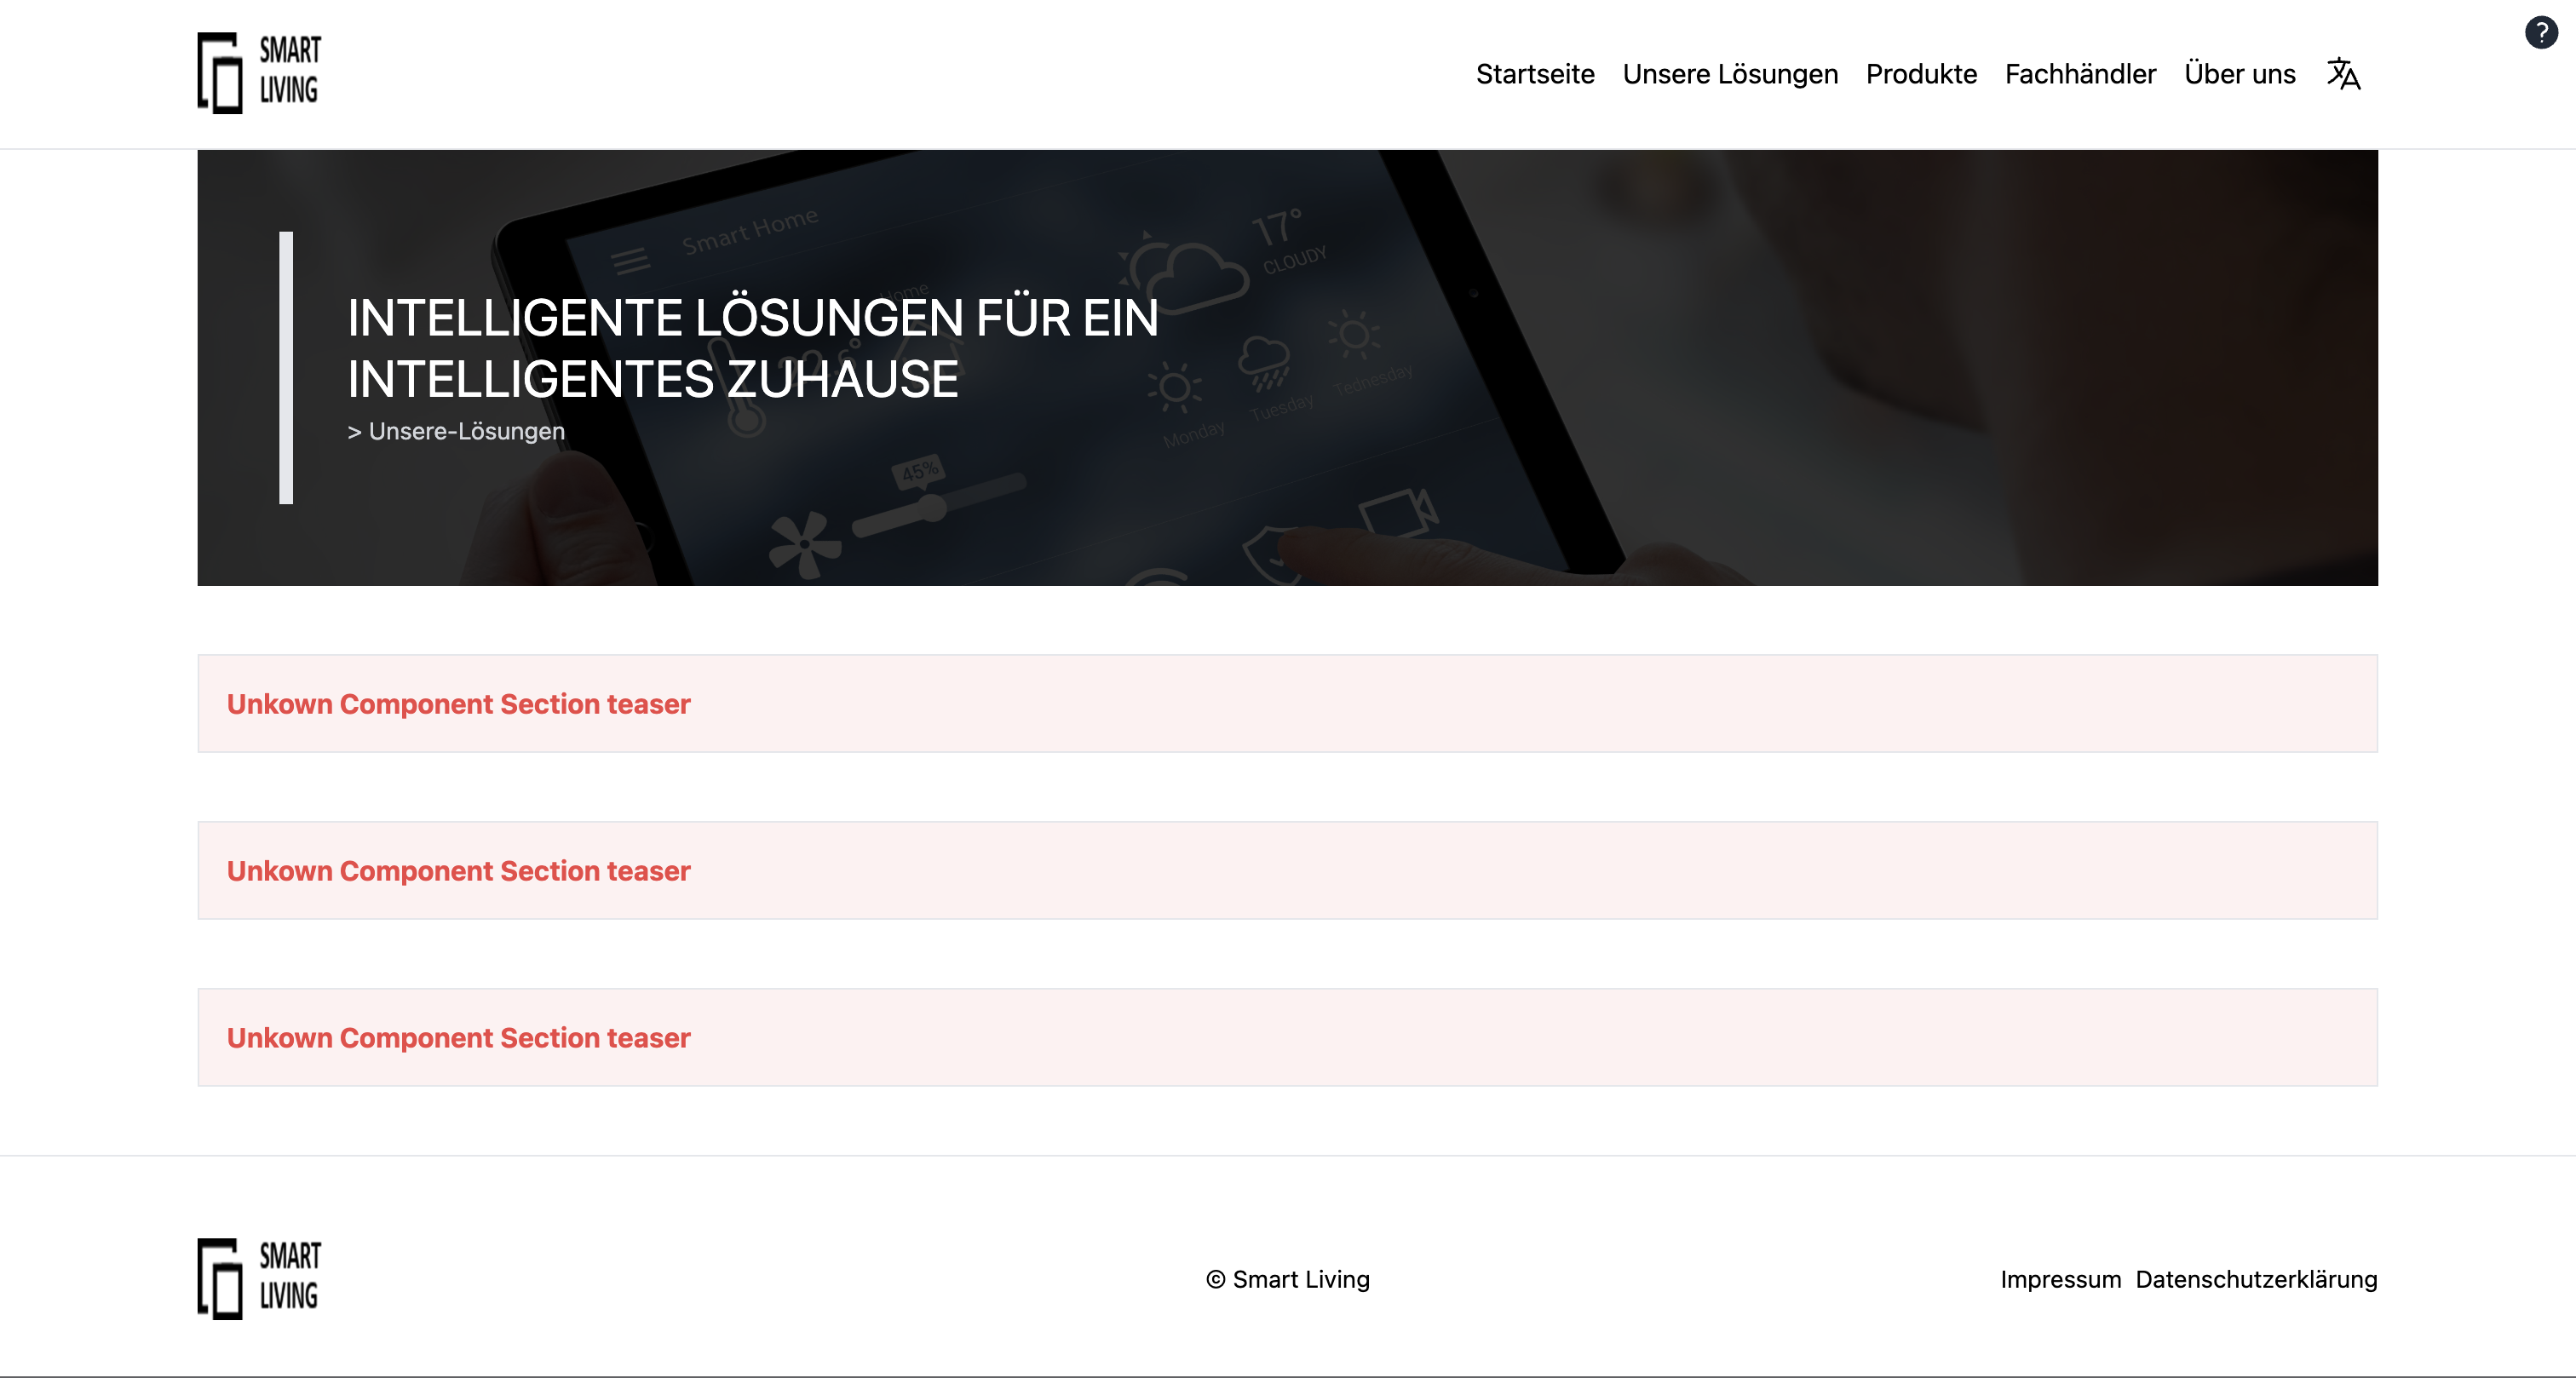 SMART
LIVING
Startseite Unsere Lösungen Produkte Fachhändler Über uns
?
Smart Home
17°
CLOUDY
Home
INTELLIGENTE LÖSUNGEN FÜR EIN
INTELLIGENTES ZUHAUSE
> Unsere-Lösungen
Monday Tuesday Tednesday
45%
Unkown Component Section teaser
Unkown Component Section teaser
Unkown Component Section teaser
SMART
LIVING
© Smart Living
Impressum Datenschutzerklärung